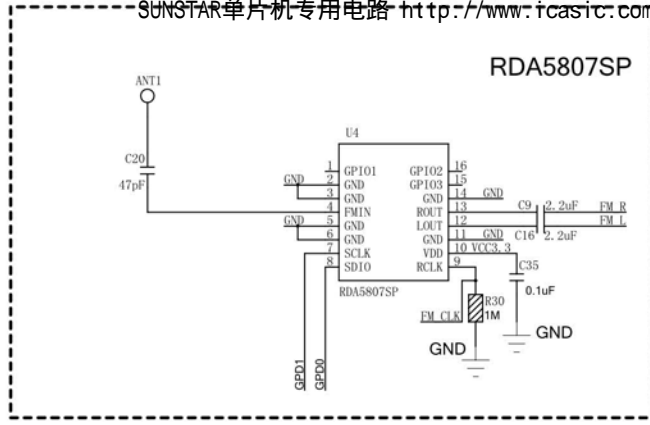 SUNSTAR单片机专用电路 http://www.icasic.com
RDA5807SP
ANT1
U4
C20
47pF
1 GPIO1 GPIO2 16
GND 2 GND GPIO3 15
3 GND GND 14 GND
4 FMIN ROUT 13 C9 2.2uF FM_R
GND 5 GND LOUT 12 FM_L
6 GND GND 11 GND C16 2.2uF
7 SCLK VDD 10 VCC3.3
8 SDIO RCLK 9
C35
RDA5807SP
0.1uF
R30
FM_CLK 1M
GND
GND
GPD1
GPD0